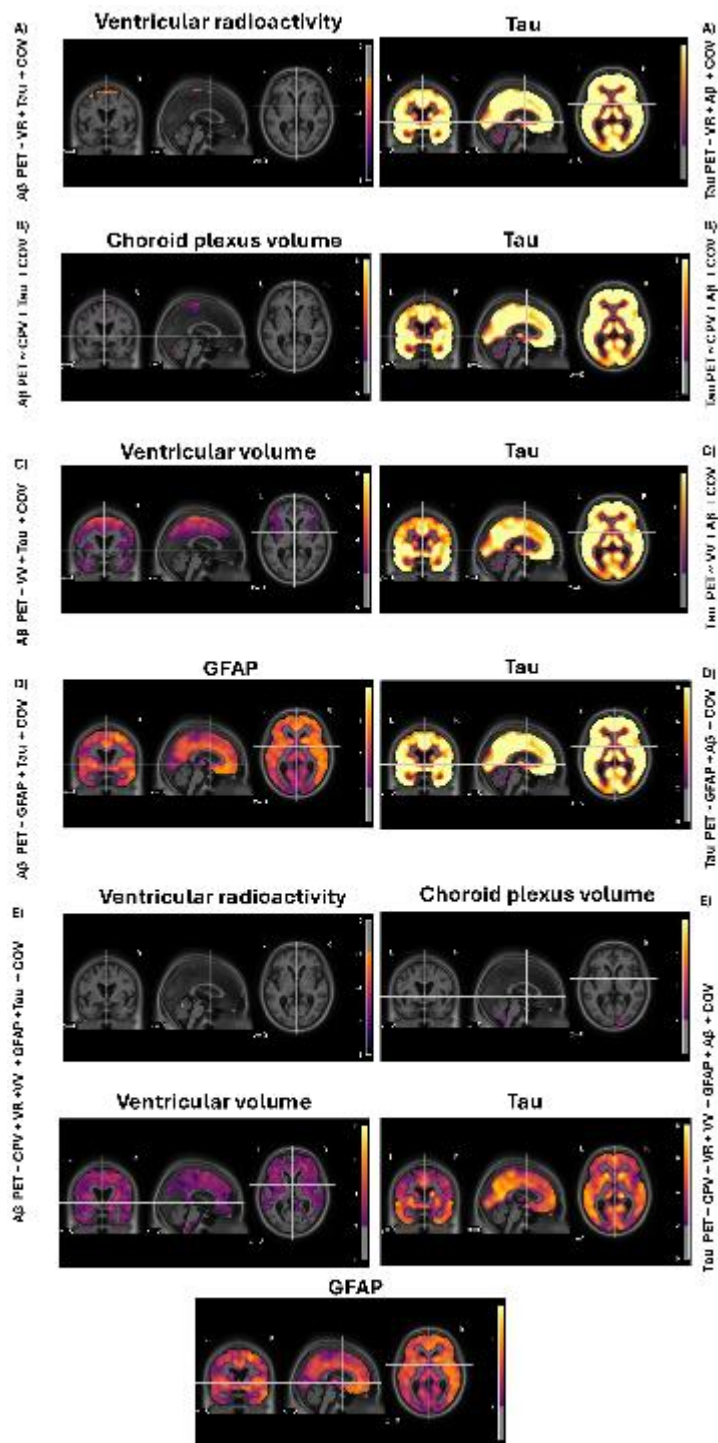 Ventricular radioactivity
Tau
A)
Aβ PET ~ VR + Tau + COV
A)
Tau PET ~ VR + Aβ + COV
Choroid plexus volume
Tau
B)
Aβ PET ~ CPV + Tau + COV
B)
Tau PET ~ CPV + Aβ + COV
Ventricular volume
Tau
C)
Aβ PET ~ VV + Tau + COV
C)
Tau PET ~ VV + Aβ + COV
GFAP
Tau
D)
Aβ PET ~ GFAP + Tau + COV
D)
Tau PET ~ GFAP + Aβ + COV
Ventricular radioactivity
Choroid plexus volume
E)
Aβ PET ~ CPV + VR + VV + GFAP + Tau + COV
E)
Tau PET ~ CPV + VR + VV + GFAP + Aβ + COV
Ventricular volume
Tau
GFAP